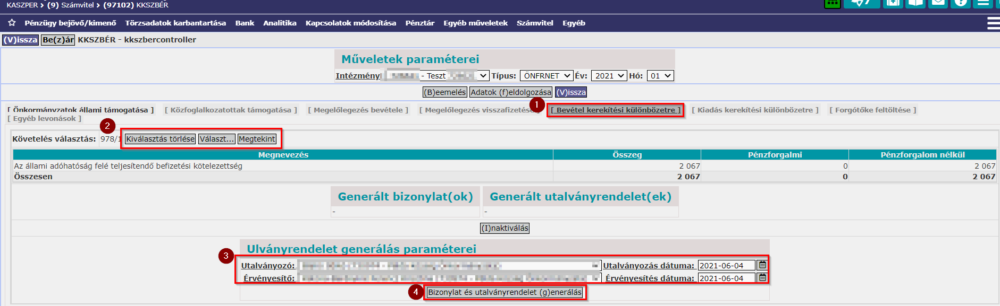 KASZPER > (9) Számvitel > (97102) KKSZBÉR
Pénzügy bejövő/kimenő Törzsadatok karbantartása Bank Analitika Kapcsolatok módosítása Pénztár Egyéb műveletek Számvitel Egyéb
(V)issza Be(z)ár KKSZBÉR - kkszbercontroller
Műveletek paraméterei
Intézmény - Teszt Típus: ÖNFRNET Év: 2021 Hó: 01
(B)eemelés Adatok (f)eldolgozása (V)issza
1
[ Önkormányzatok állami támogatása ] [ Közfoglalkozatottak támogatása ] [ Megelőlegezés bevétele ] [ Megelőlegezés visszafizetése ] [ Bevétel kerekítési különbözetre ] [ Kiadás kerekítési különbözetre ] [ Forgótőke feltöltése ]
[ Egyéb levonások ]
2
Követelés választás: 978/1 Kiválasztás törlése Választ... Megtekint
Megnevezés Összeg Pénzforgalmi Pénzforgalom nélkül
Az állami adóhatóság felé teljesítendő befizetési kötelezettség 2 067 0 2 067
Összesen 2 067 0 2 067
Generált bizonylat(ok) Generált utalványrendelet(ek)
- -
(I)naktiválás
Ulványrendelet generálás paraméterei
3
Utalványozó: Utalványozás dátuma: 2021-06-04
Érvényesítő: Érvényesítés dátuma: 2021-06-04
4 Bizonylat és utalványrendelet (g)enerálás